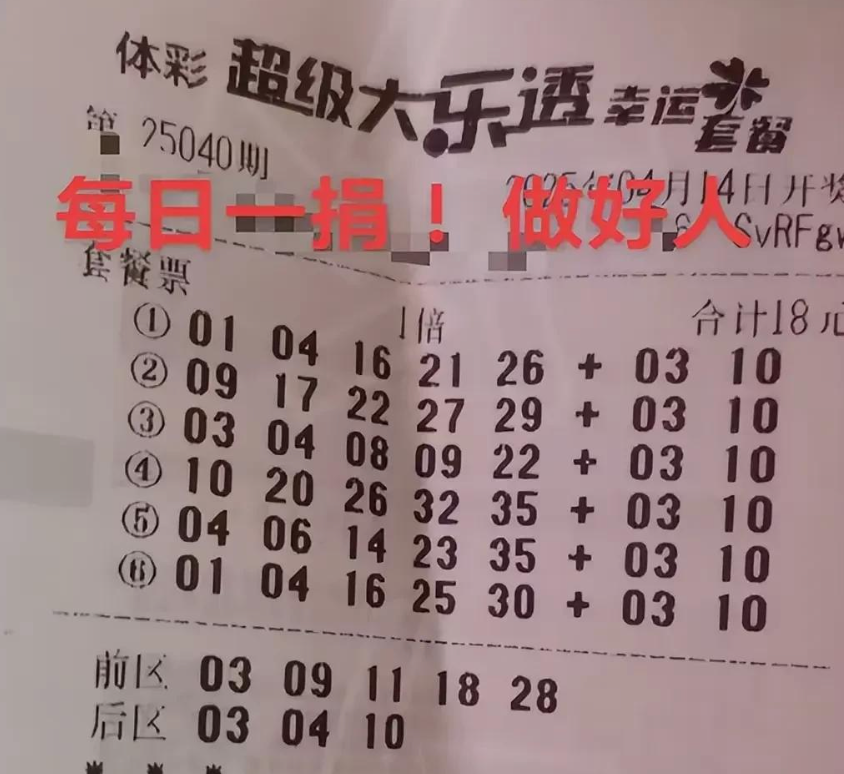 体彩 超级大乐透 幸运套餐
第 25040期
2025年04月14日开奖
每日一捐！做好人
SvRFgw
套餐票 1倍 合计18元
① 01 04 16 21 26 + 03 10
② 09 17 22 27 29 + 03 10
③ 03 04 08 09 22 + 03 10
④ 10 20 26 32 35 + 03 10
⑤ 04 06 14 23 35 + 03 10
⑥ 01 04 16 25 30 + 03 10
前区 03 09 11 18 28
后区 03 04 10